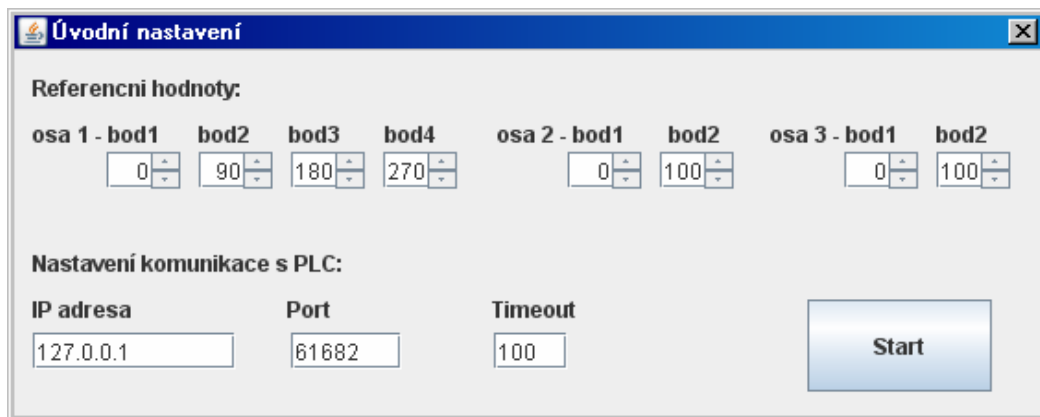 Úvodní nastavení
Referencni hodnoty:
osa 1 - bod1 bod2 bod3 bod4 osa 2 - bod1 bod2 osa 3 - bod1 bod2
0 90 180 270 0 100 0 100
Nastavení komunikace s PLC:
IP adresa Port Timeout
127.0.0.1 61682 100 Start